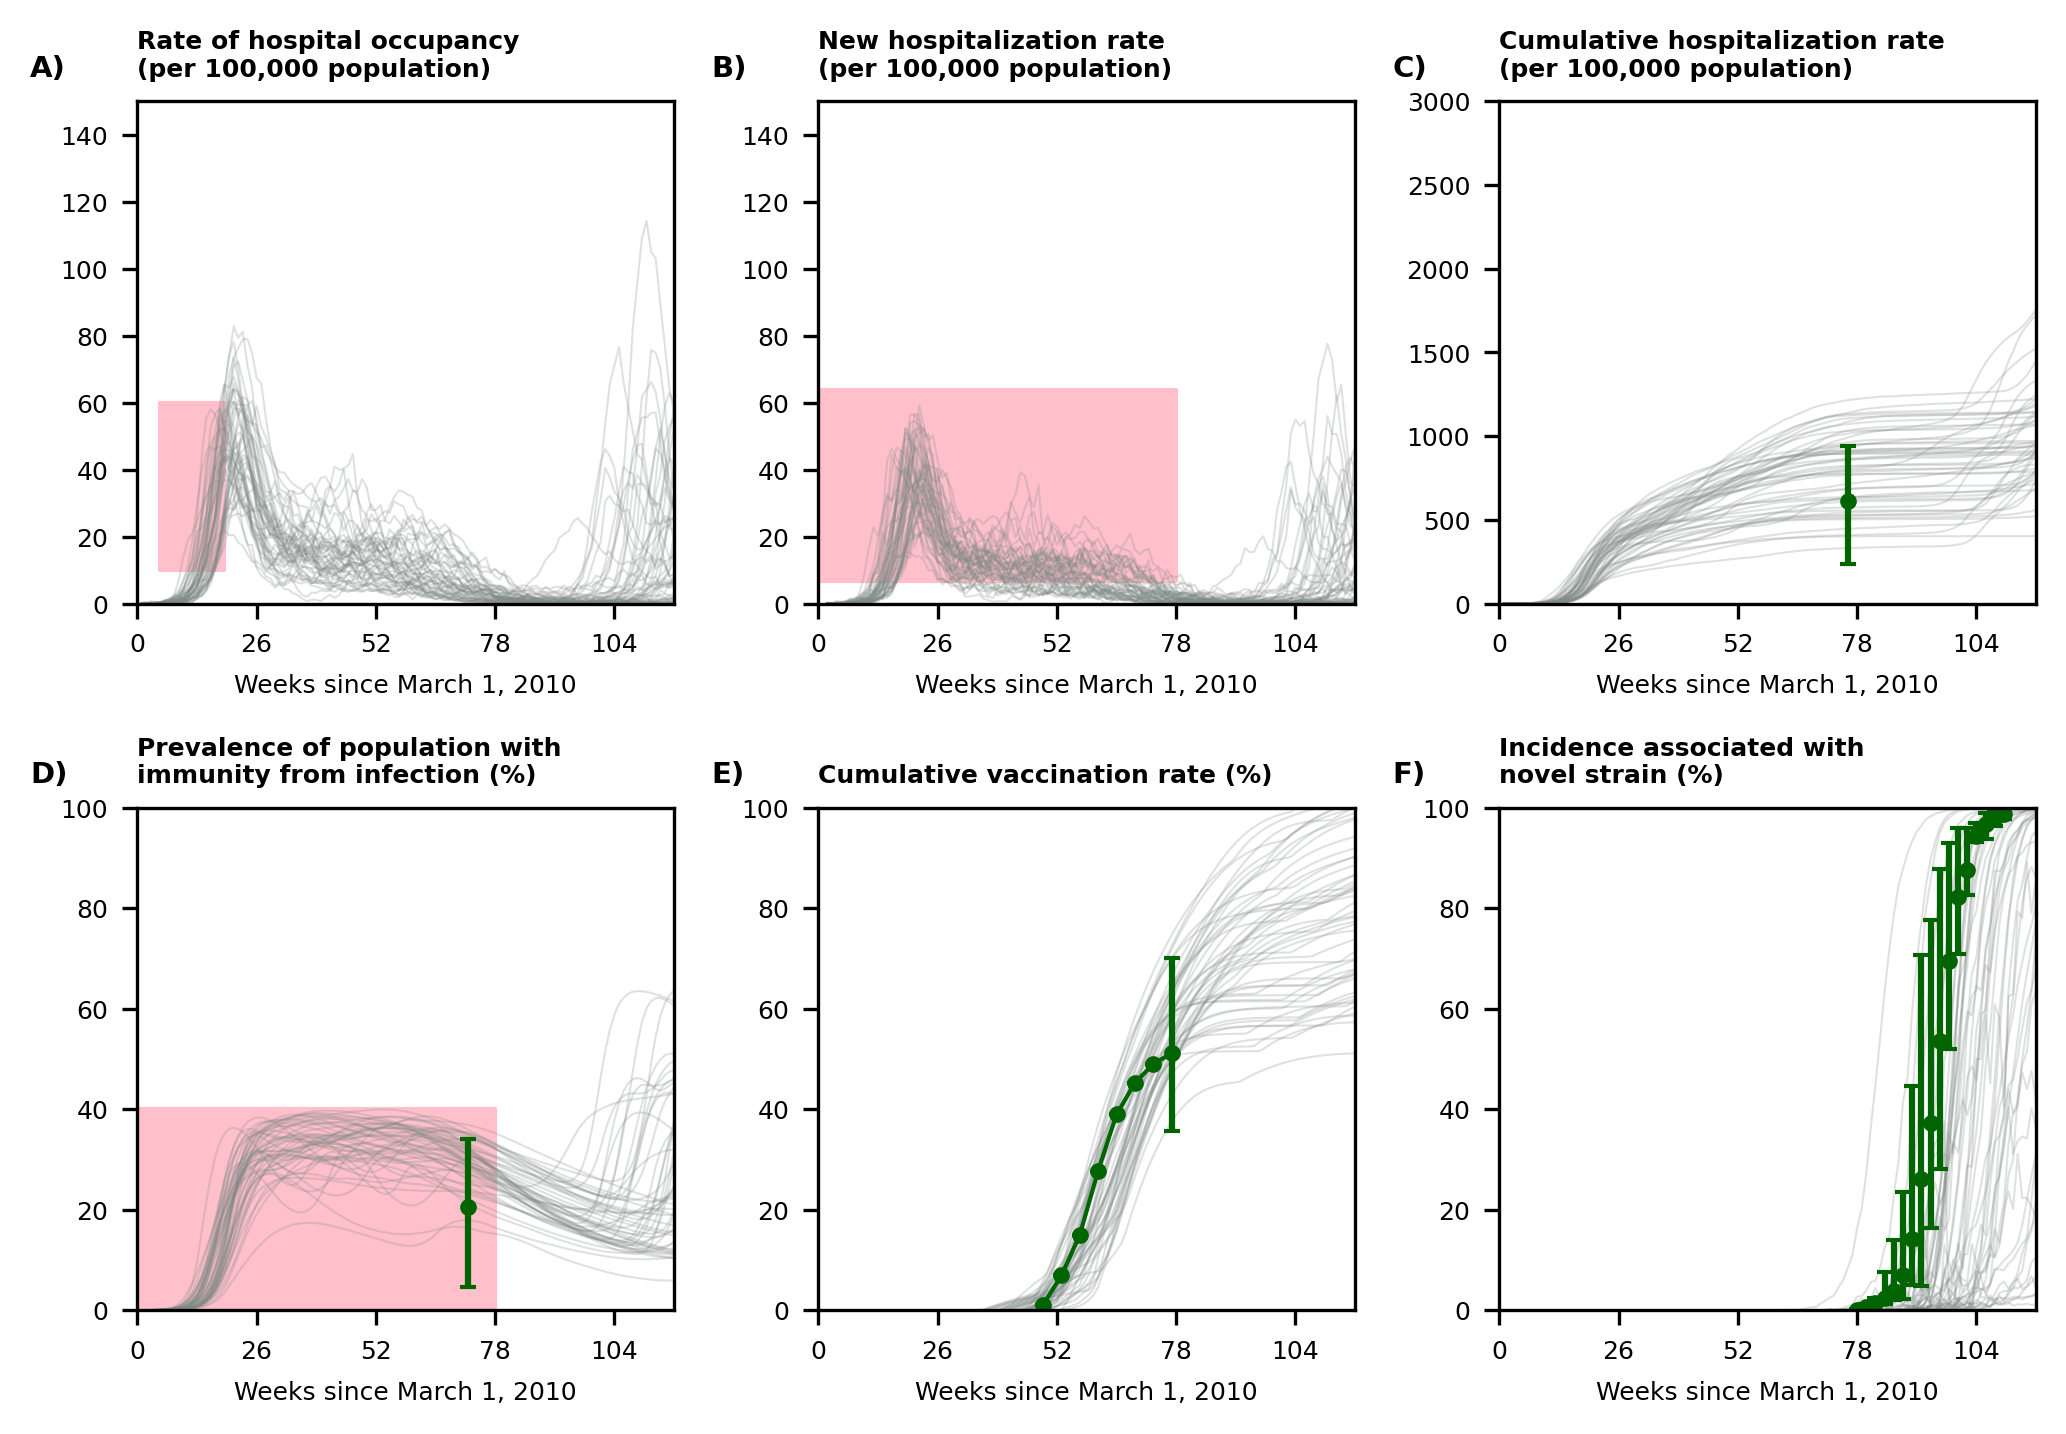 A)
Rate of hospital occupancy
(per 100,000 population)
140
120
100
80
60
40
20
0
0 26 52 78 104
Weeks since March 1, 2010
B)
New hospitalization rate
(per 100,000 population)
140
120
100
80
60
40
20
0
0 26 52 78 104
Weeks since March 1, 2010
C)
Cumulative hospitalization rate
(per 100,000 population)
3000
2500
2000
1500
1000
500
0
0 26 52 78 104
Weeks since March 1, 2010
D)
Prevalence of population with
immunity from infection (%)
100
80
60
40
20
0
0 26 52 78 104
Weeks since March 1, 2010
E)
Cumulative vaccination rate (%)
100
80
60
40
20
0
0 26 52 78 104
Weeks since March 1, 2010
F)
Incidence associated with
novel strain (%)
100
80
60
40
20
0
0 26 52 78 104
Weeks since March 1, 2010